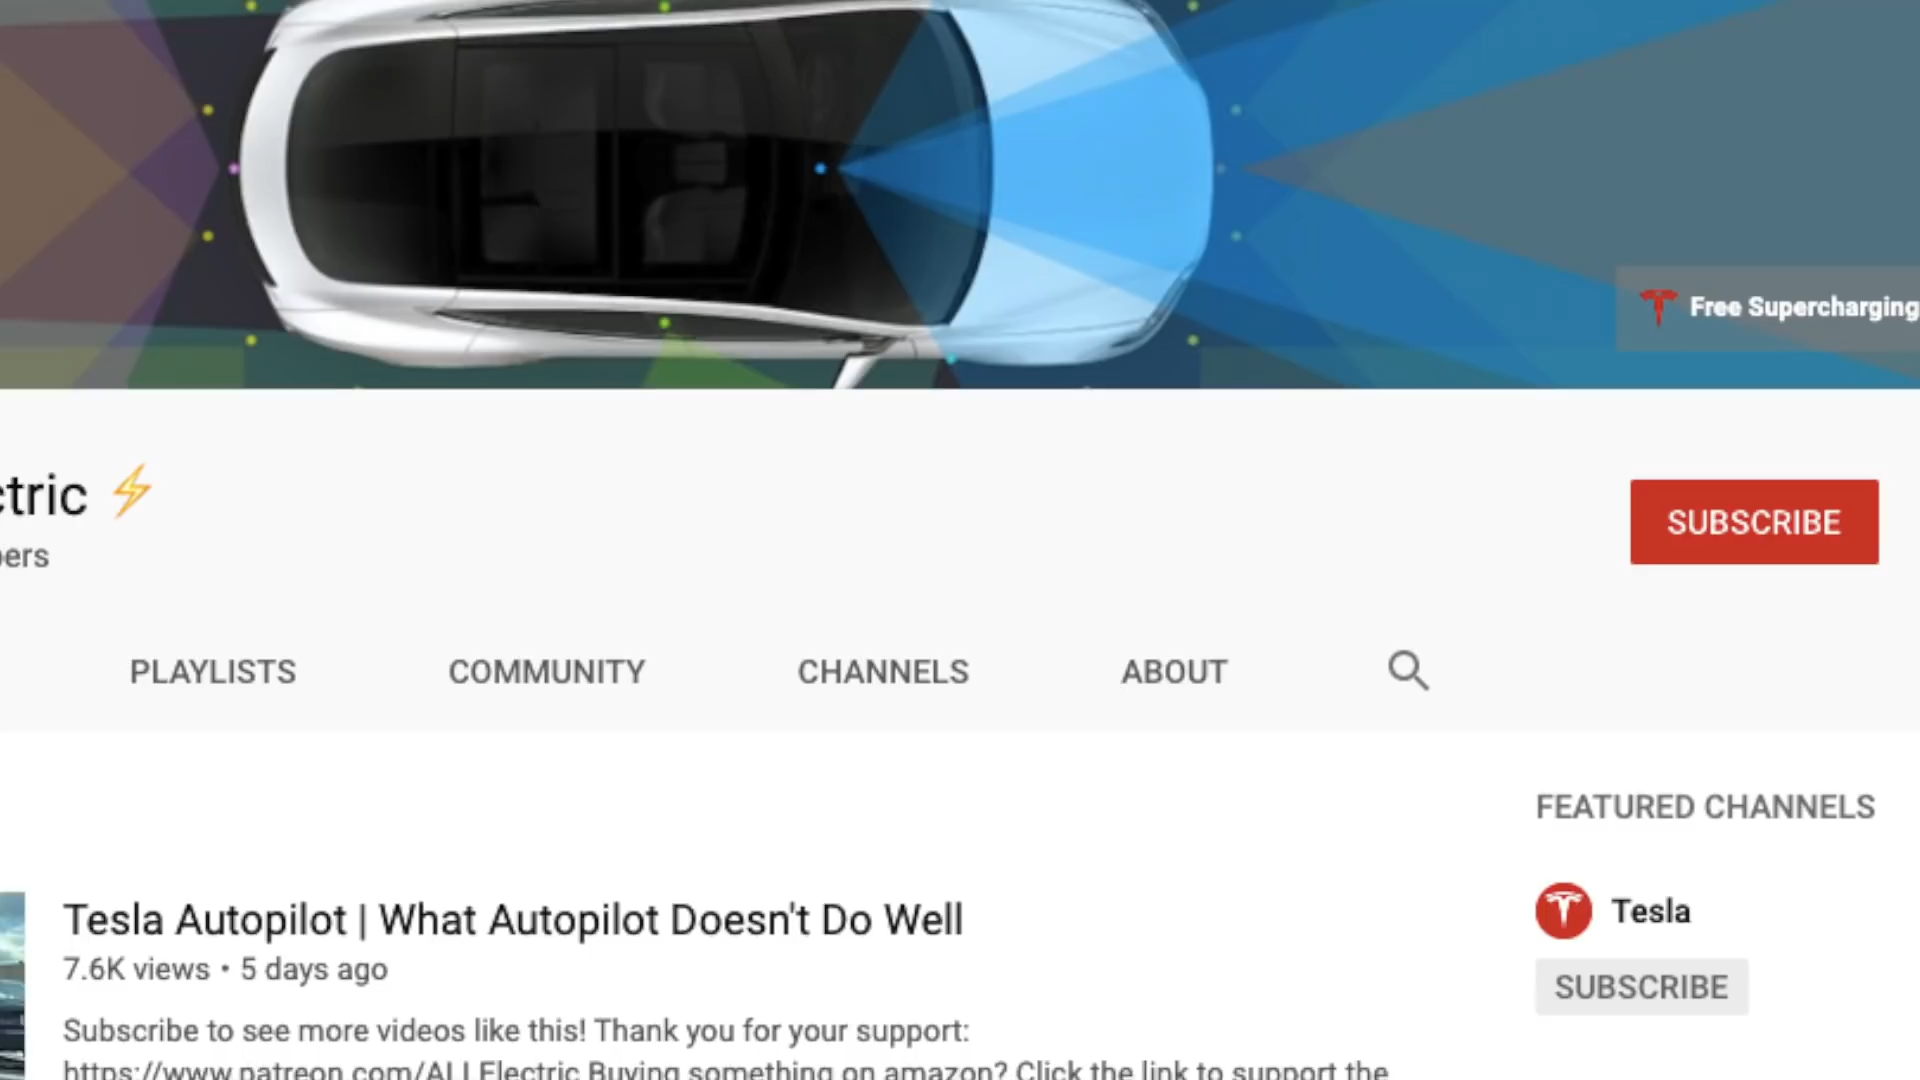 Free Supercharging
ctric ⚡
bers
SUBSCRIBE
PLAYLISTS COMMUNITY CHANNELS ABOUT
FEATURED CHANNELS
Tesla
SUBSCRIBE
Tesla Autopilot | What Autopilot Doesn't Do Well
7.6K views • 5 days ago
Subscribe to see more videos like this! Thank you for your support:
https://www.patreon.com/ALLElectric Buying something on amazon? Click the link to support the